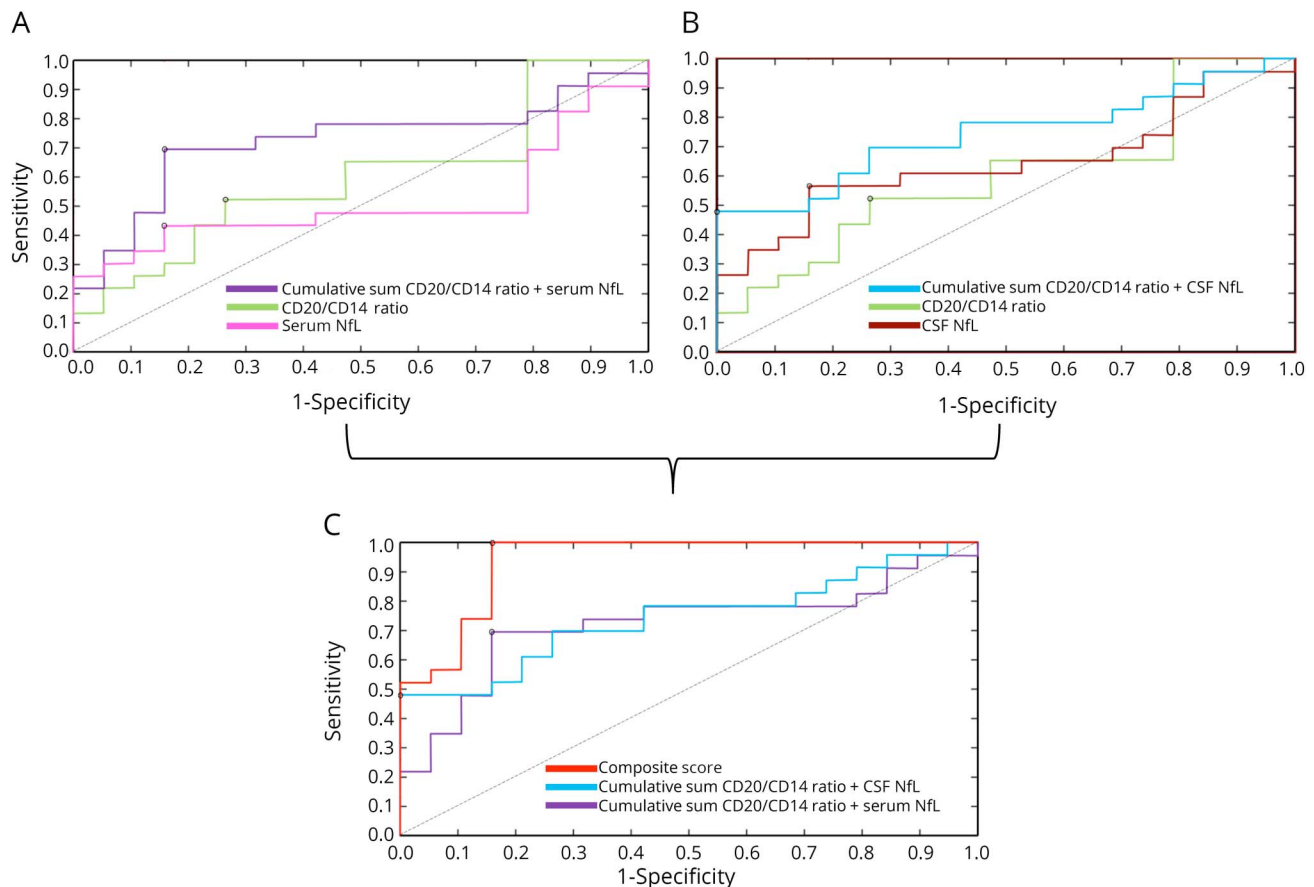 A
1.0
0.9
0.8
0.7
0.6
0.5
0.4
0.3
0.2
0.1
0.0
Sensitivity
Cumulative sum CD20/CD14 ratio + serum NfL
CD20/CD14 ratio
Serum NfL
0.0 0.1 0.2 0.3 0.4 0.5 0.6 0.7 0.8 0.9 1.0
1-Specificity
B
1.0
0.9
0.8
0.7
0.6
0.5
0.4
0.3
0.2
0.1
0.0
Cumulative sum CD20/CD14 ratio + CSF NfL
CD20/CD14 ratio
CSF NfL
0.0 0.1 0.2 0.3 0.4 0.5 0.6 0.7 0.8 0.9 1.0
1-Specificity
C
1.0
0.9
0.8
0.7
0.6
0.5
0.4
0.3
0.2
0.1
0.0
Sensitivity
Composite score
Cumulative sum CD20/CD14 ratio + CSF NfL
Cumulative sum CD20/CD14 ratio + serum NfL
0.0 0.1 0.2 0.3 0.4 0.5 0.6 0.7 0.8 0.9 1.0
1-Specificity